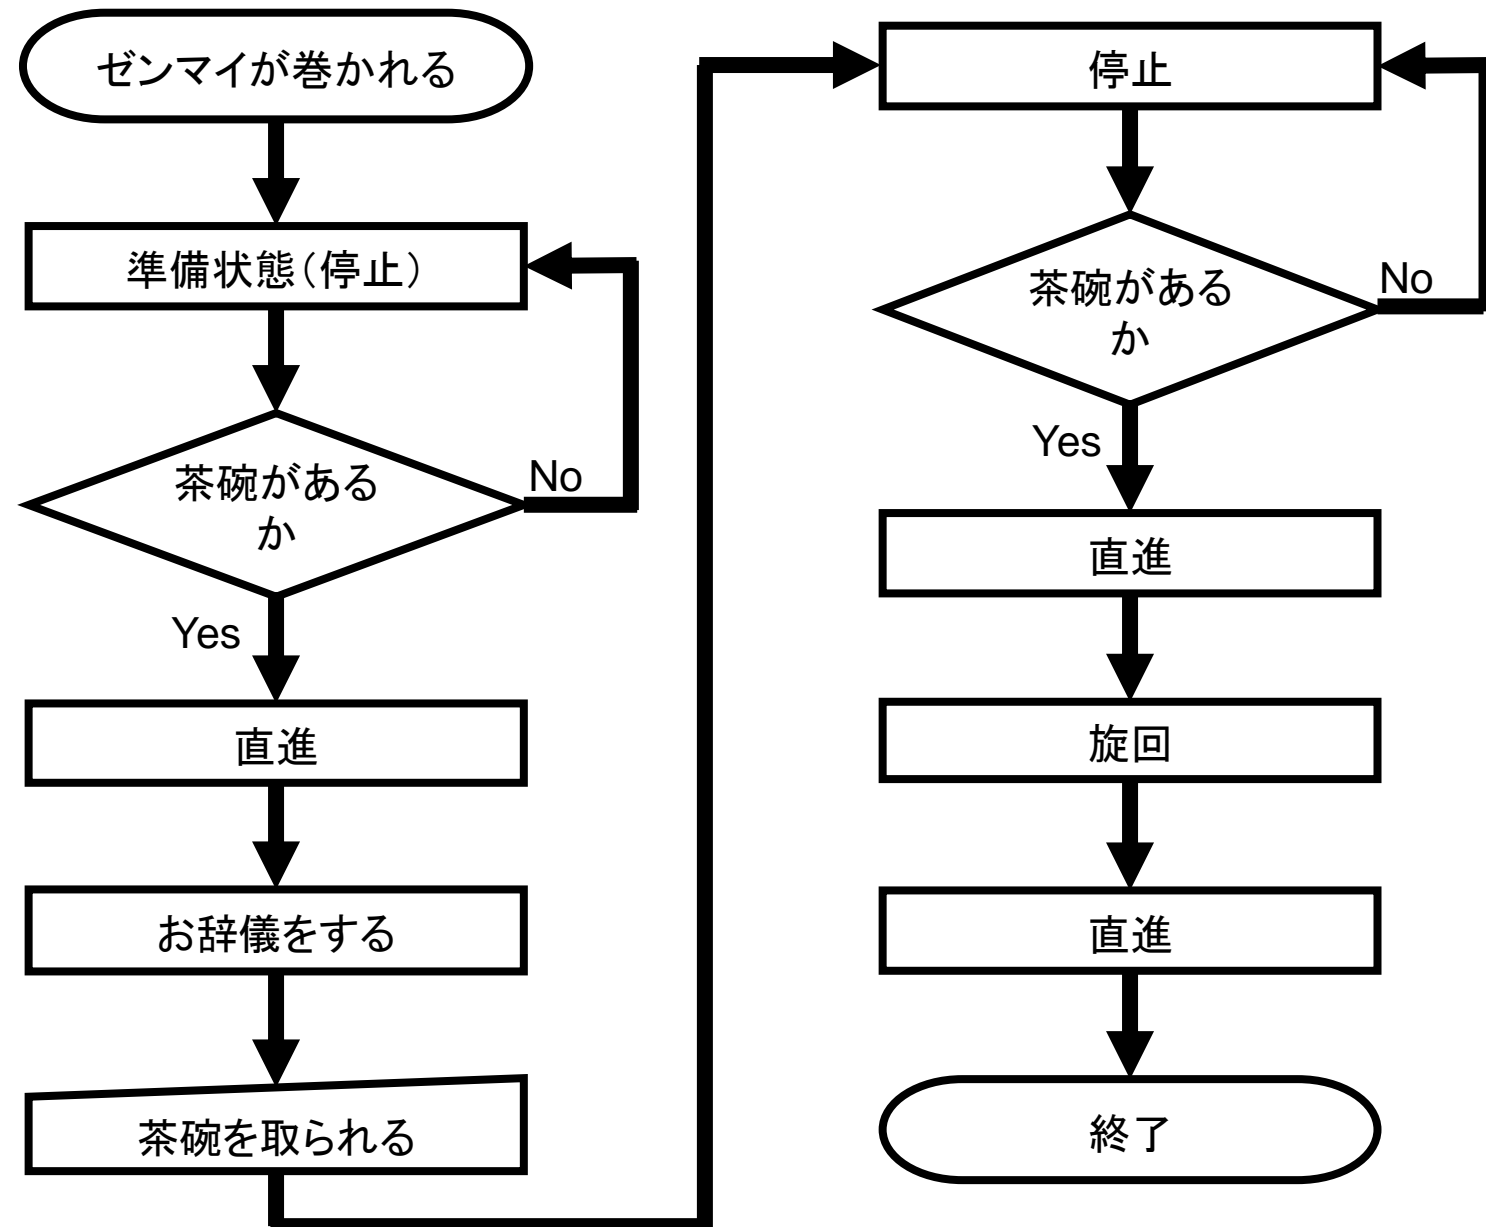 ゼンマイが巻かれる
準備状態(停止)
茶碗がある
か
No
Yes
直進
お辞儀をする
茶碗を取られる
停止
茶碗がある
か
No
Yes
直進
旋回
直進
終了